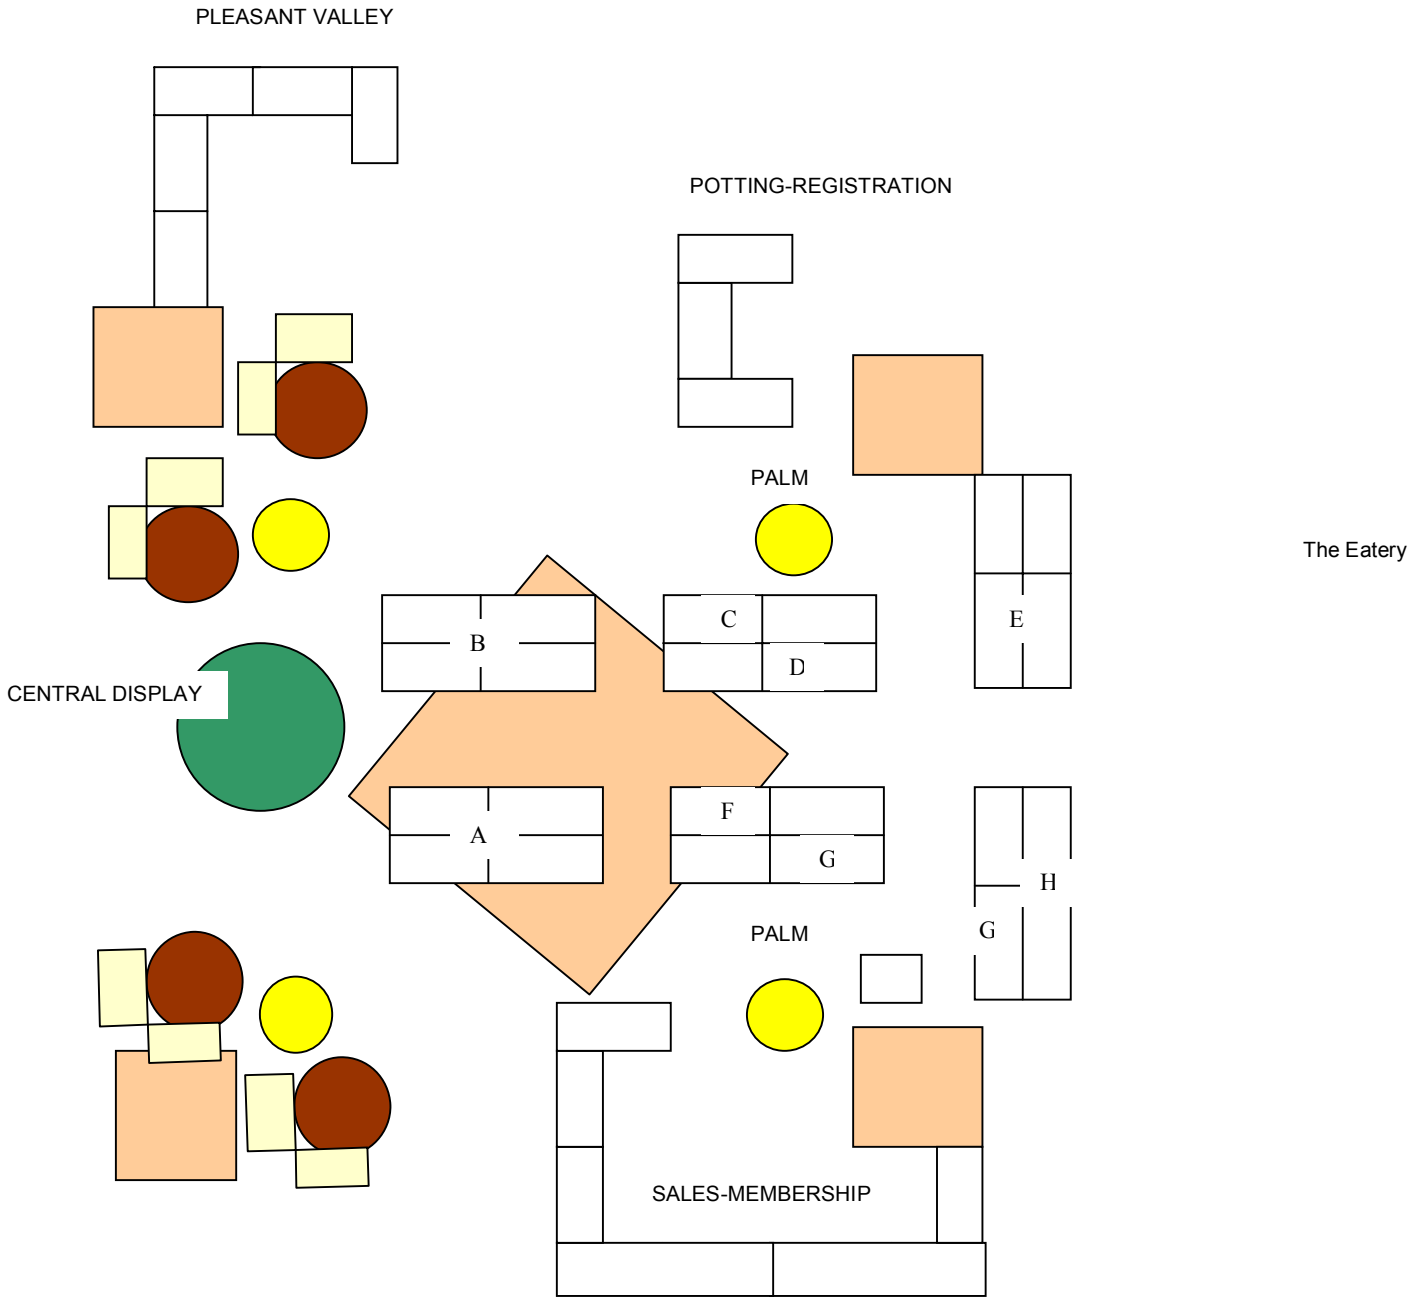 PLEASANT VALLEY
POTTING-REGISTRATION
PALM
The Eatery
C
E
B
D
CENTRAL DISPLAY
F
A
G
H
G
PALM
SALES-MEMBERSHIP